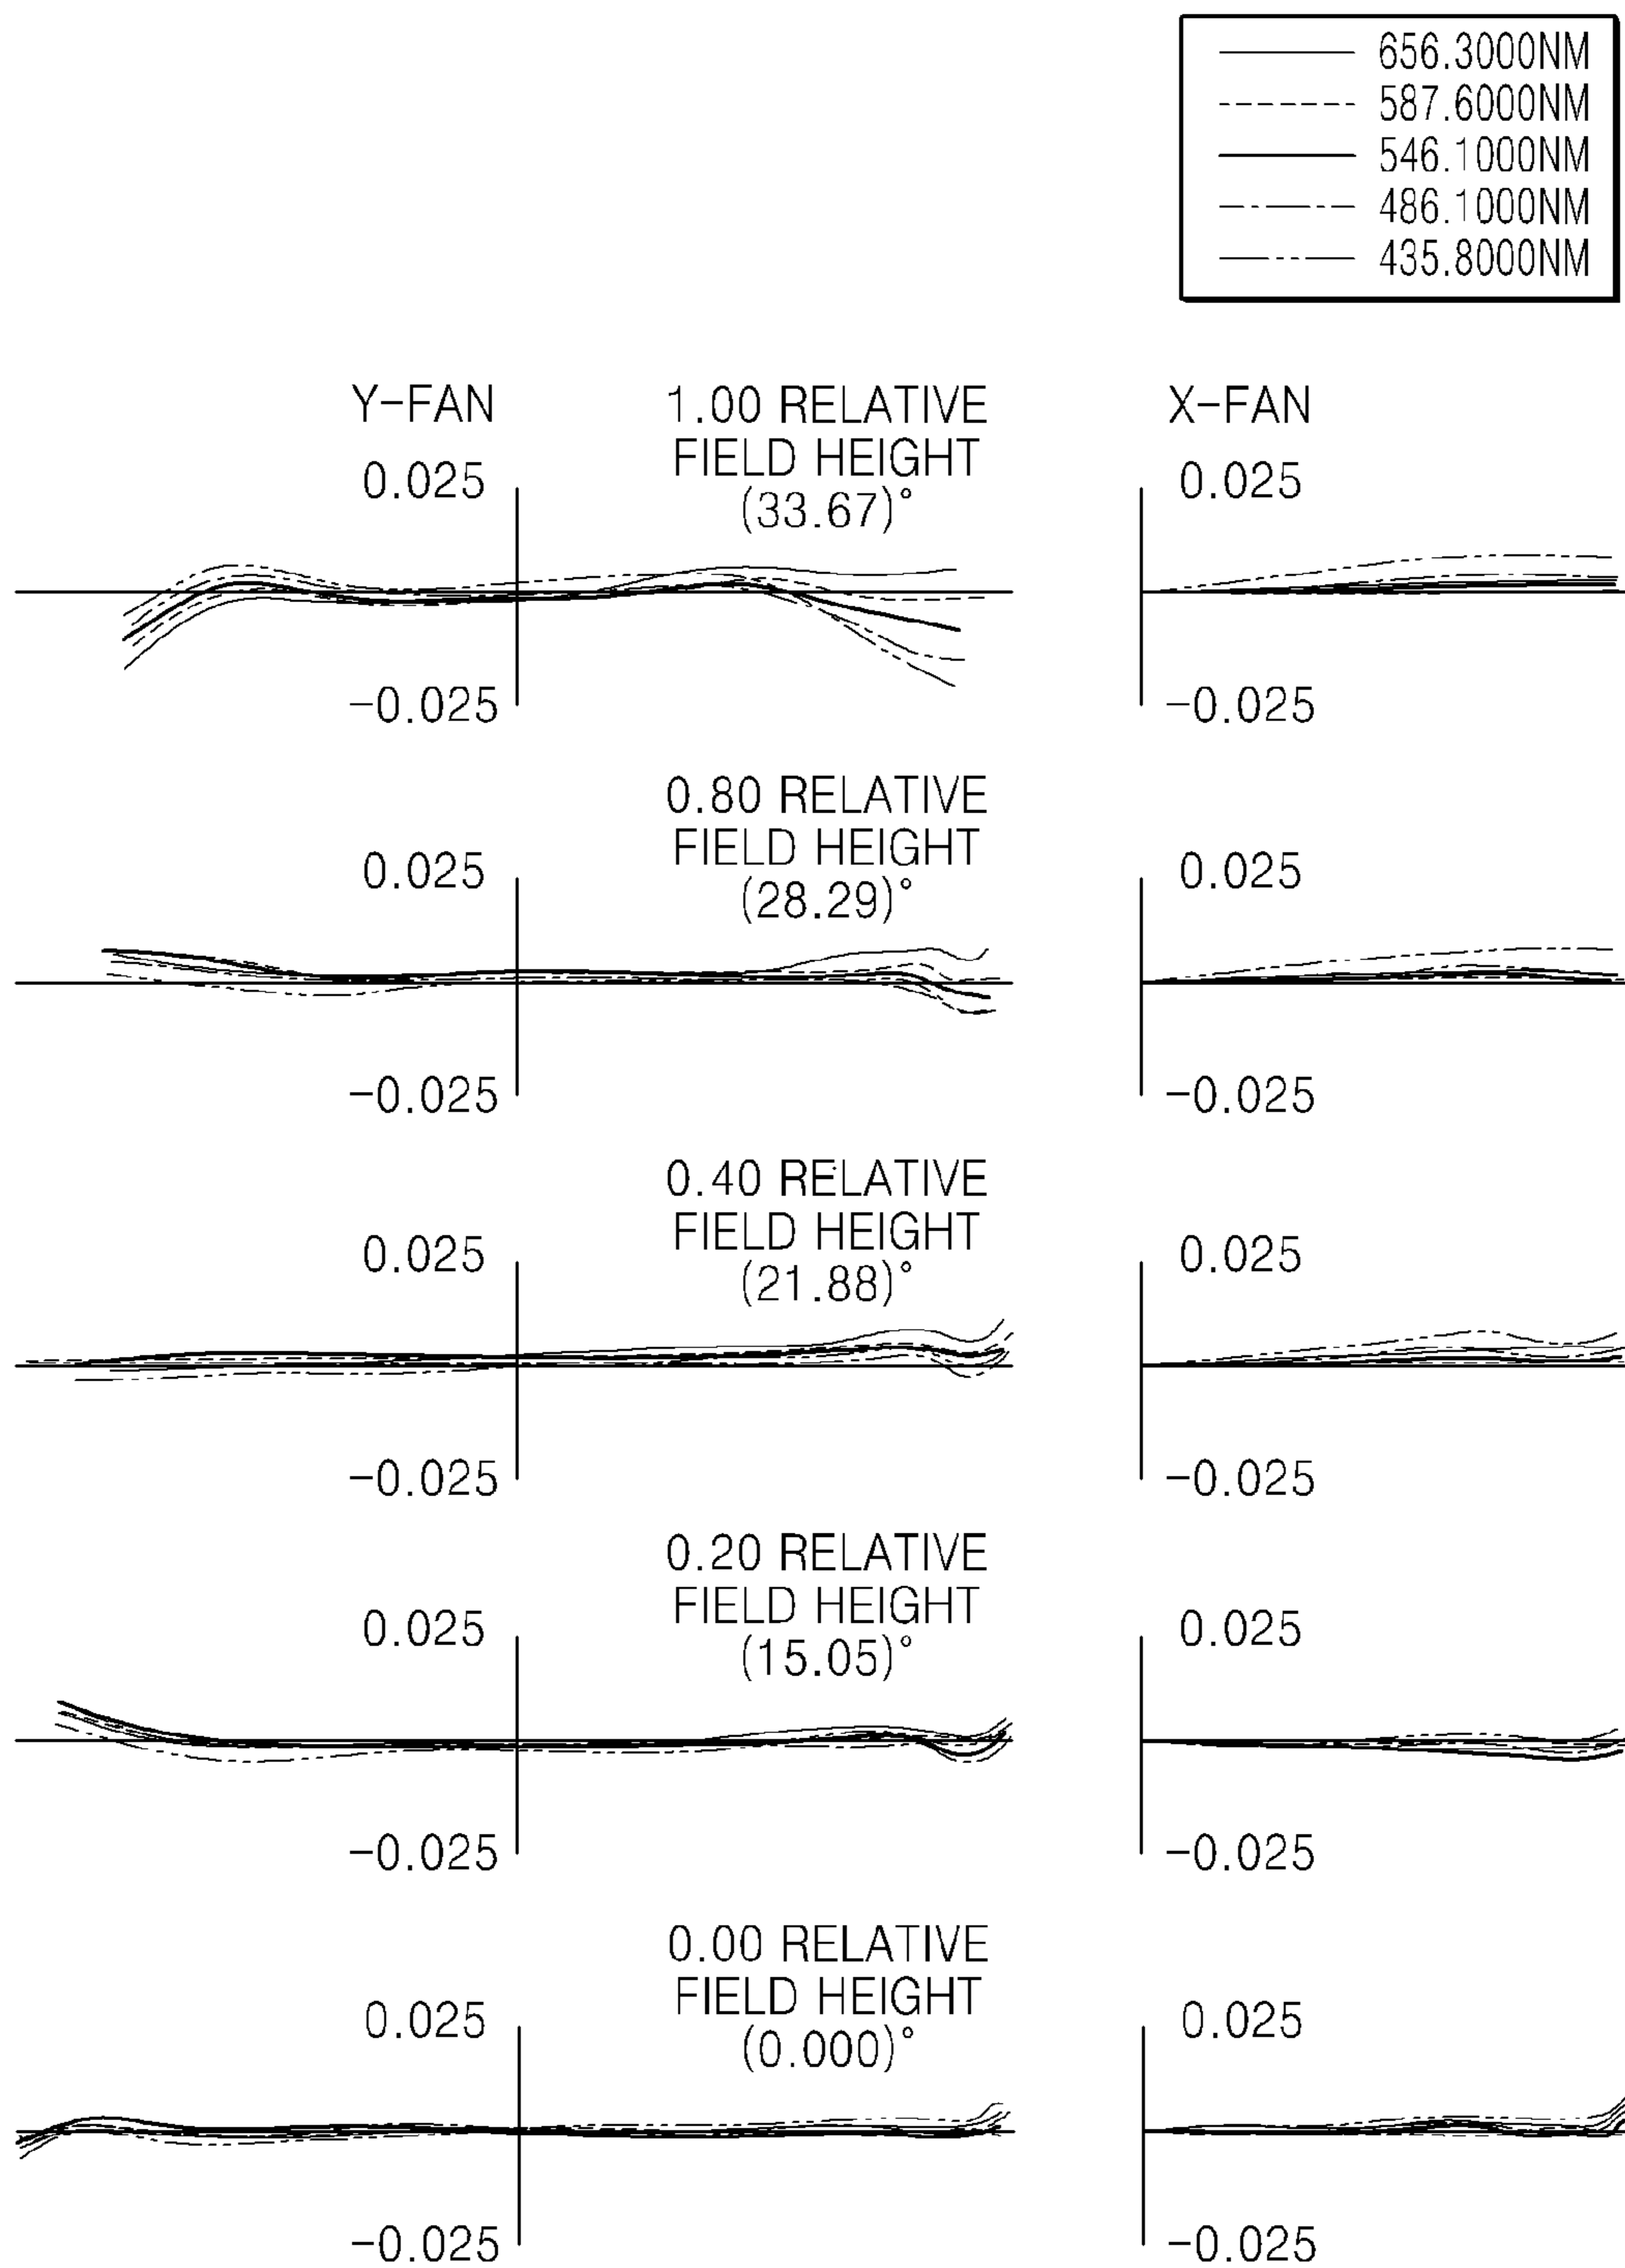 656.3000NM
587.6000NM
546.1000NM
486.1000NM
435.8000NM
Y-FAN
1.00 RELATIVE
FIELD HEIGHT
(33.67)°
X-FAN
0.025
0.025
-0.025
-0.025
0.80 RELATIVE
FIELD HEIGHT
(28.29)°
0.025
0.025
-0.025
-0.025
0.40 RELATIVE
FIELD HEIGHT
(21.88)°
0.025
0.025
-0.025
-0.025
0.20 RELATIVE
FIELD HEIGHT
(15.05)°
0.025
0.025
-0.025
-0.025
0.00 RELATIVE
FIELD HEIGHT
(0.000)°
0.025
0.025
-0.025
-0.025